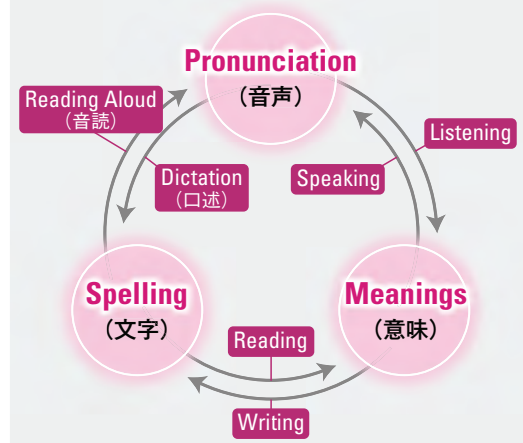 Pronunciation
（音声）
Reading Aloud
（音読）
Listening
Dictation
（口述）
Speaking
Spelling
（文字）
Meanings
（意味）
Reading
Writing